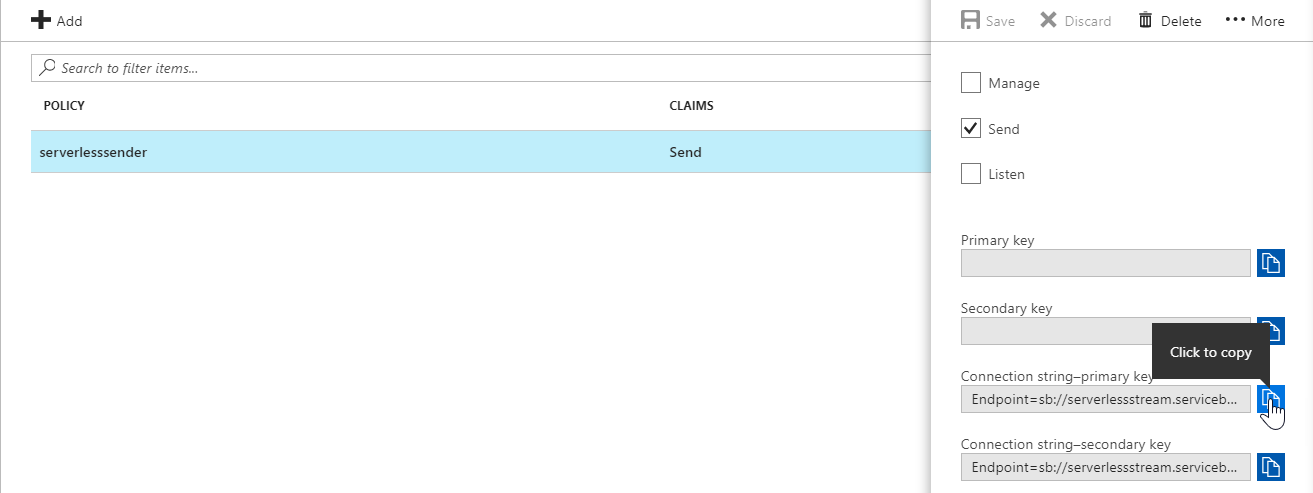 Add
Save Discard Delete More
Search to filter items...
POLICY CLAIMS
serverlesssender Send
Manage
Send
Listen
Primary key
Secondary key
Click to copy
Connection string–primary key
Endpoint=sb://serverlessstream.serviceb...
Connection string–secondary key
Endpoint=sb://serverlessstream.serviceb...